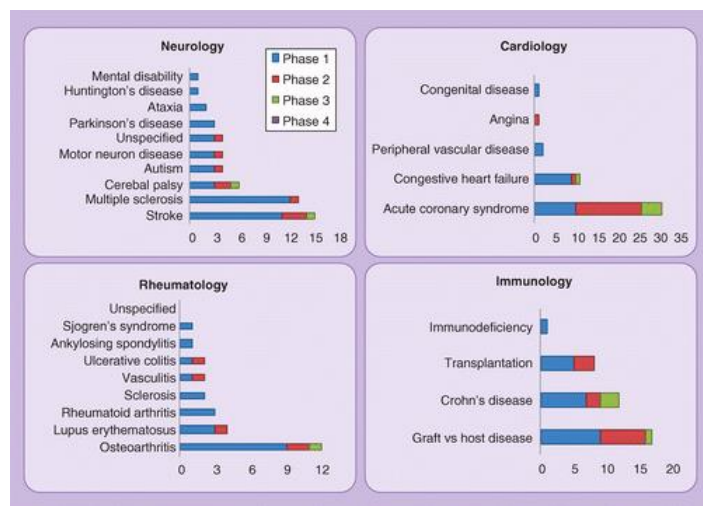 Neurology
Phase 1
Phase 2
Phase 3
Phase 4
Mental disability
Huntington's disease
Ataxia
Parkinson's disease
Unspecified
Motor neuron disease
Autism
Cerebal palsy
Multiple sclerosis
Stroke
0 3 6 9 12 15 18
Cardiology
Congenital disease
Angina
Peripheral vascular disease
Congestive heart failure
Acute coronary syndrome
0 5 10 15 20 25 30 35
Rheumatology
Unspecified
Sjogren's syndrome
Ankylosing spondylitis
Ulcerative colitis
Vasculitis
Sclerosis
Rheumatoid arthritis
Lupus erythematosus
Osteoarthritis
0 3 6 9 12
Immunology
Immunodeficiency
Transplantation
Crohn's disease
Graft vs host disease
0 5 10 15 20